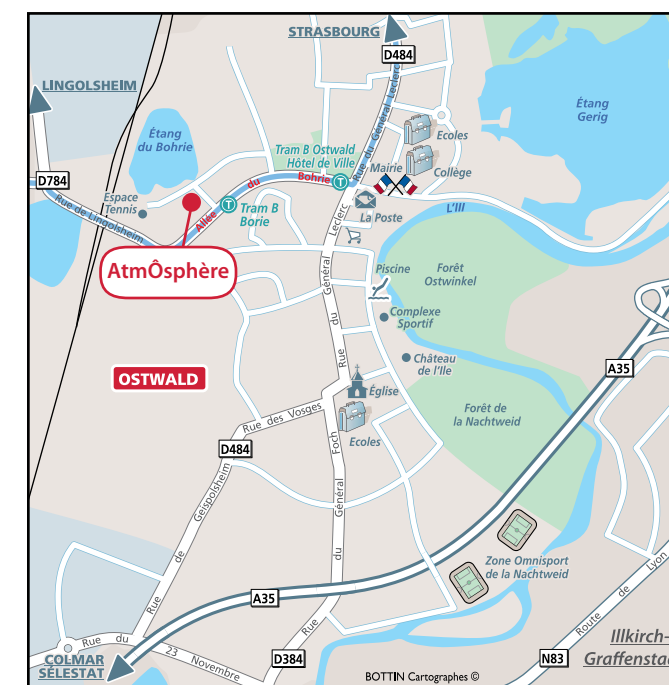 STRASBOURG
D484
LINGOLSHEIM
Étang
Gerig
Rue du Général Leclerc
Ecoles
Étang
du Bohrie
Tram B Ostwald
Hôtel de Ville
Mairie
Collège
D784
Allée du Bohrie
T
Espace
Tennis
T
Tram B
Borie
La Poste
L'Ill
Rue de Lingolsheim
AtmÔsphère
Rue du Général Leclerc
Piscine
Forêt
Ostwinkel
Complexe
Sportif
Château
de l'Ile
A35
OSTWALD
Église
Rue des Vosges
Forêt de
la Nachtweid
Ecoles
D484
Rue de Geispolsheim
Rue du Général Foch
Zone Omnisport
de la Nachtweid
A35
Route de Lyon
Rue du 23 Novembre
Illkirch-
Graffenstad
COLMAR
SÉLESTAT
D384
N83
BOTTIN Cartographes ©